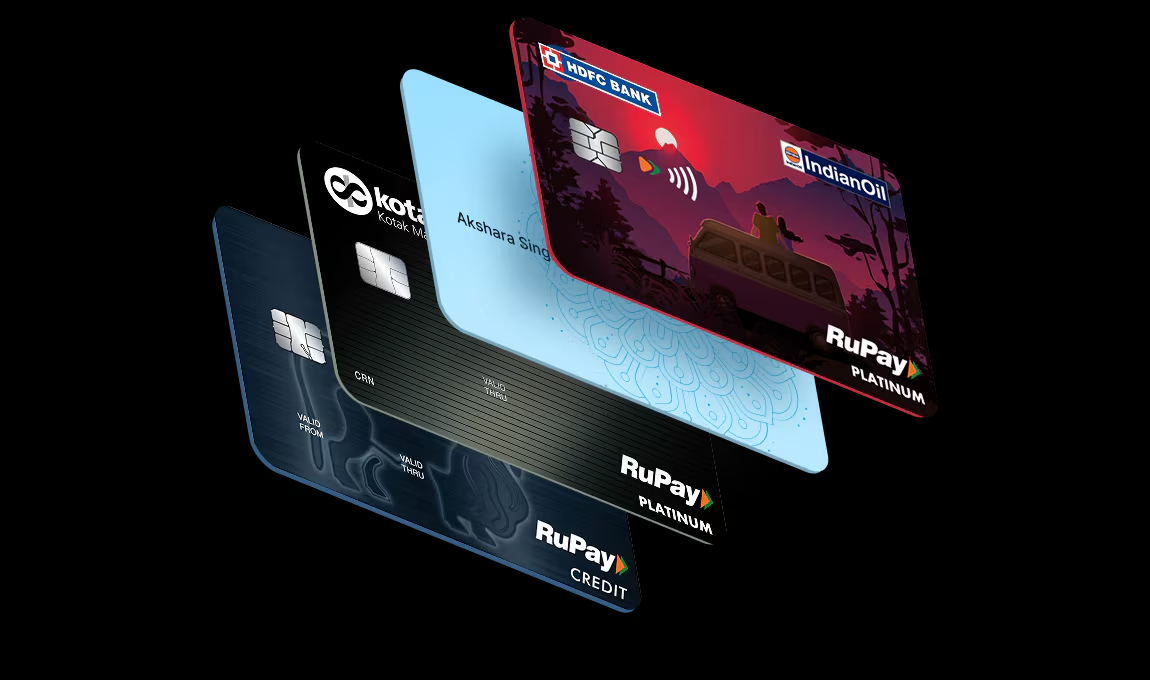 HDFC BANK
IndianOil
RuPay
PLATINUM
Akshara Sing
kota
Kotak Ma
CRN
VALID
THRU
RuPay
PLATINUM
VALID
FROM
VALID
THRU
RuPay
CREDIT